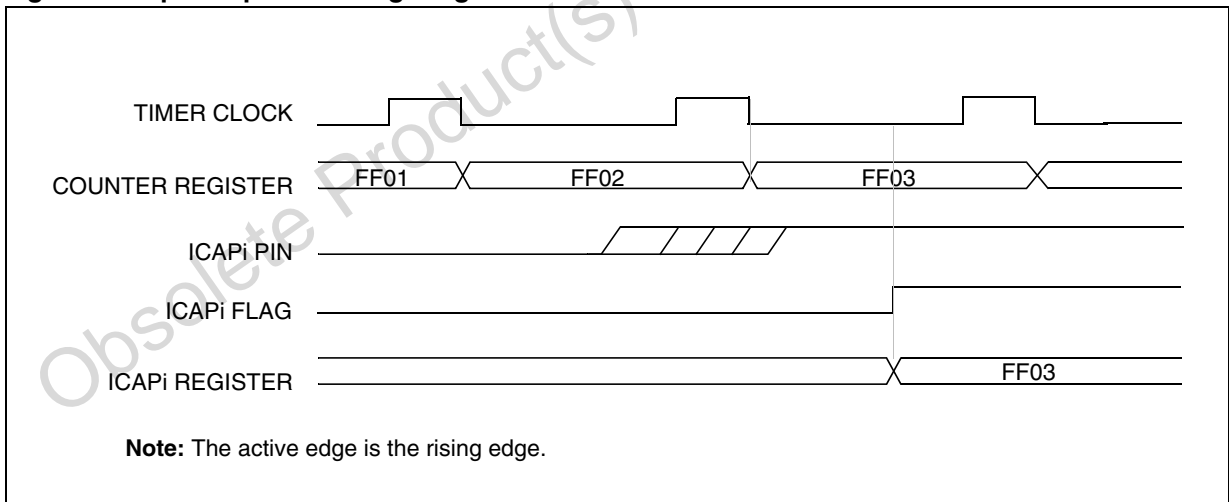 Obsolete Product(s)
TIMER CLOCK
COUNTER REGISTER
FF01
FF02
FF03
ICAPi PIN
ICAPi FLAG
ICAPi REGISTER
FF03
Note: The active edge is the rising edge.